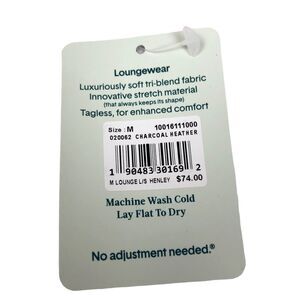 Loungewear
Luxuriously soft tri-blend fabric
Innovative stretch material
(that always keeps its shape)
Tagless, for enhanced comfort
Size: M 10016111000
020062 CHARCOAL HEATHER
1 90483 30169 2
M LOUNGE L/S HENLEY $74.00
Machine Wash Cold
Lay Flat To Dry
No adjustment needed.®